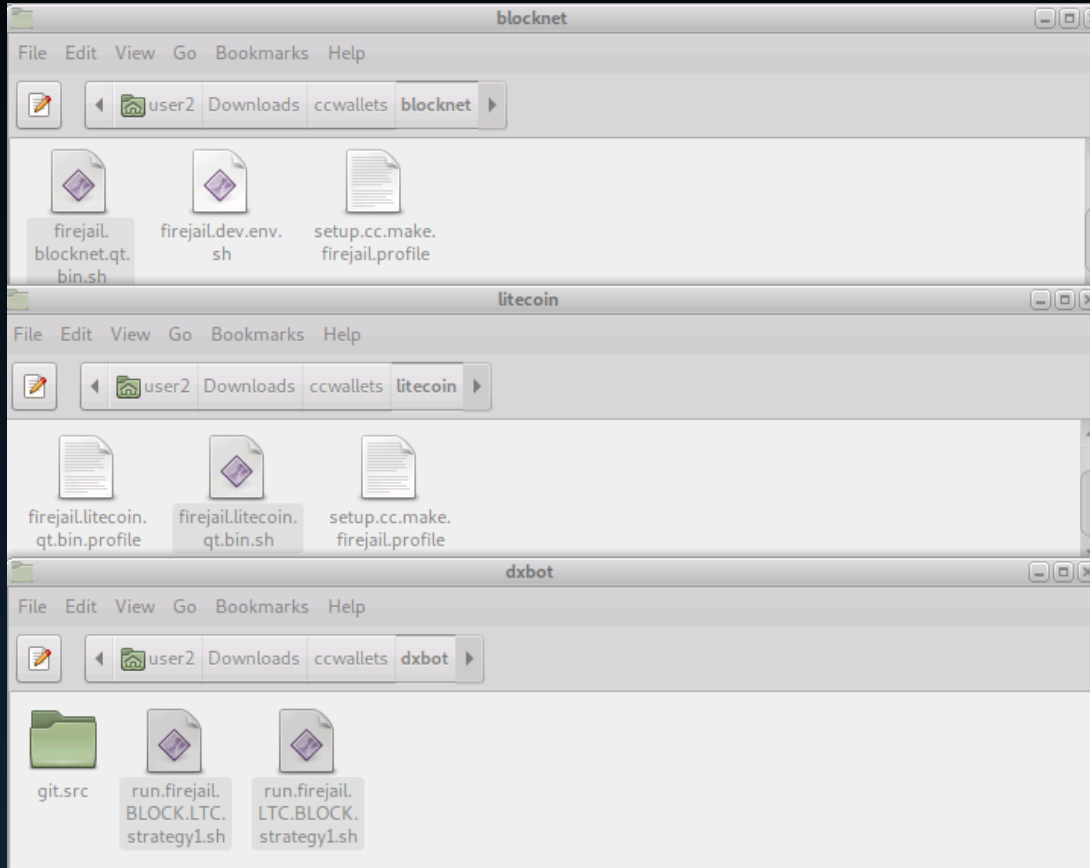 blocknet
File Edit View Go Bookmarks Help
user2 Downloads ccwallets blocknet
firejail. firejail.dev.env. setup.cc.make.
blocknet.qt. sh firejail.profile
bin.sh
litecoin
File Edit View Go Bookmarks Help
user2 Downloads ccwallets litecoin
firejail.litecoin. firejail.litecoin. setup.cc.make.
qt.bin.profile qt.bin.sh firejail.profile
dxbot
File Edit View Go Bookmarks Help
user2 Downloads ccwallets dxbot
git.src run.firejail. run.firejail.
BLOCK.LTC. LTC.BLOCK.
strategy1.sh strategy1.sh